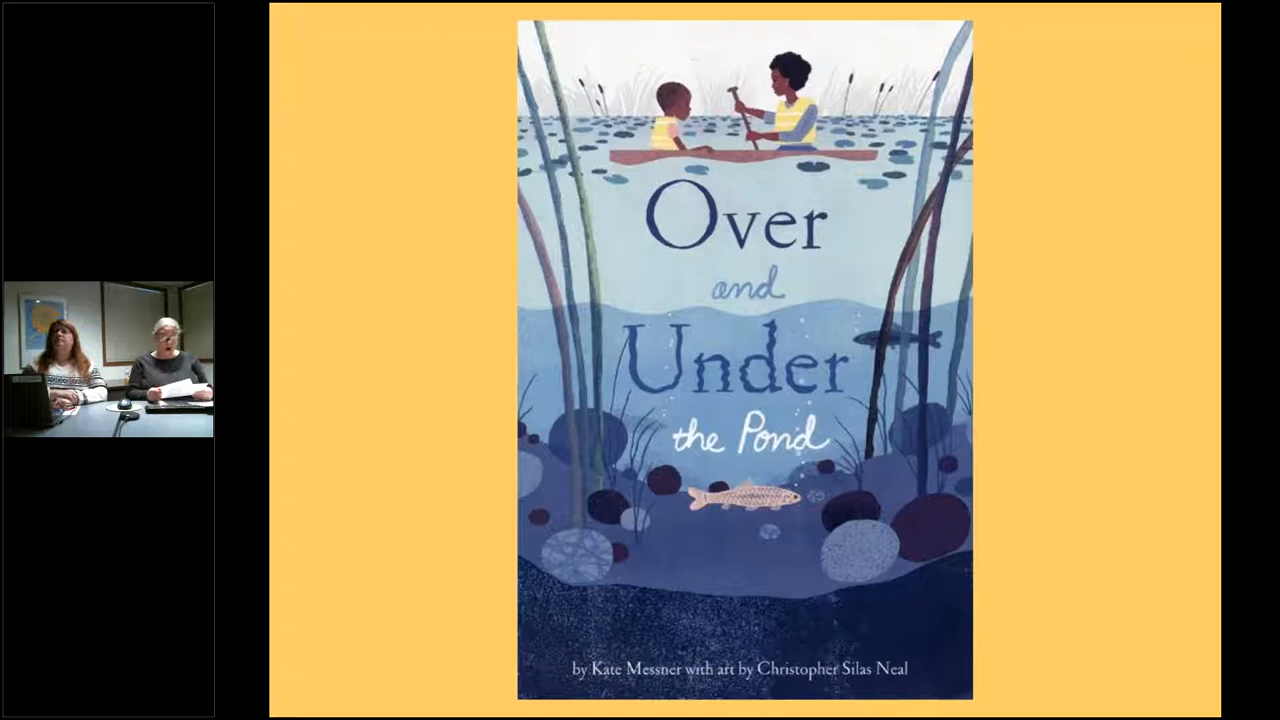 Over
and
Under
the Pond
by Kate Messner with art by Christopher Silas Neal